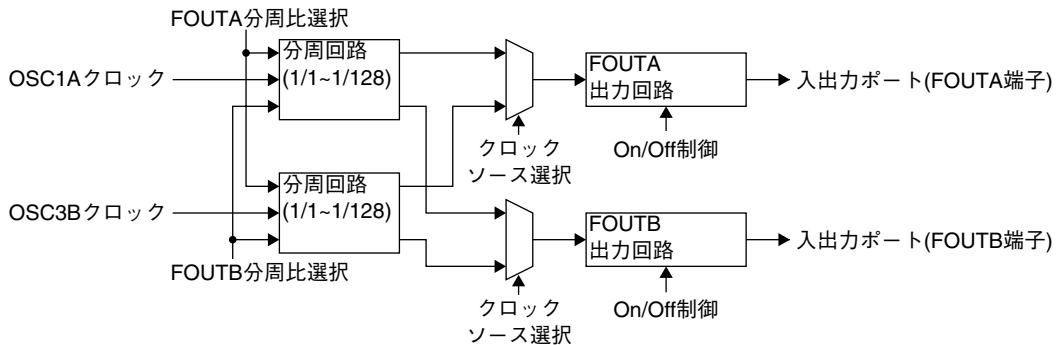 FOUTA分周比選択
OSC1Aクロック
分周回路
(1/1~1/128)
クロック
ソース選択
FOUTA
出力回路
On/Off制御
入出力ポート(FOUTA端子)
OSC3Bクロック
分周回路
(1/1~1/128)
FOUTB分周比選択
クロック
ソース選択
FOUTB
出力回路
On/Off制御
入出力ポート(FOUTB端子)